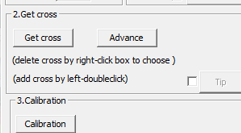 2.Get cross
Get cross Advance
(delete cross by right-click box to choose )
(add cross by left-doubleclick)
Tip
3.Calibration
Calibration